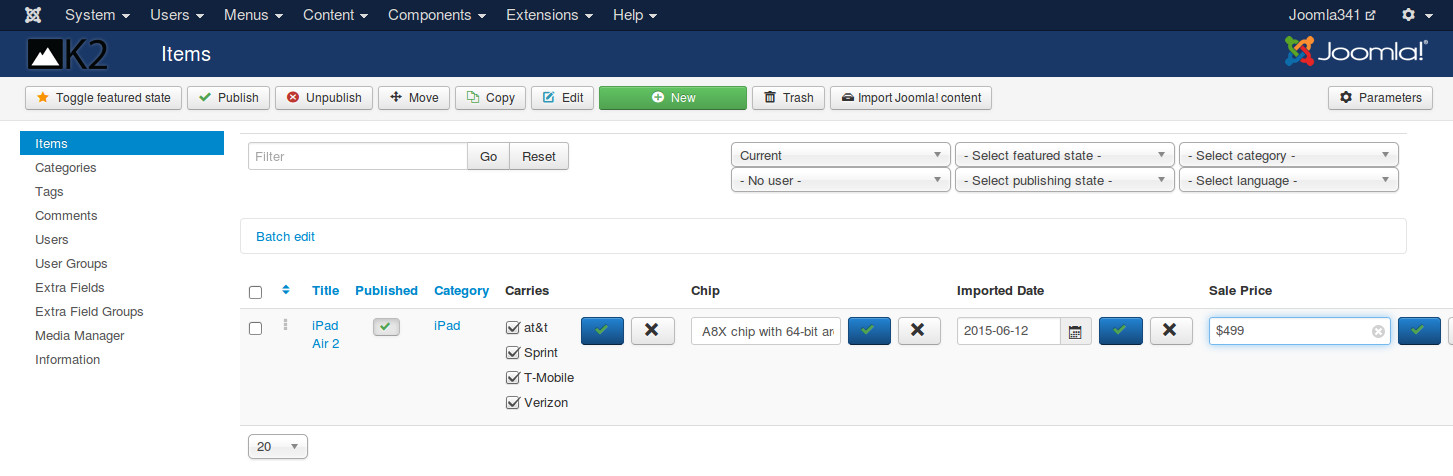 System Users Menus Content Components Extensions Help Joomla341
K2 Items Joomla!
Toggle featured state Publish Unpublish Move Copy Edit New Trash Import Joomla! content Parameters
Items
Categories
Tags
Comments
Users
User Groups
Extra Fields
Extra Field Groups
Media Manager
Information
Filter Go Reset Current - Select featured state - - Select category -
- No user - - Select publishing state - - Select language -
Batch edit
Title Published Category Carries Chip Imported Date Sale Price
iPad Air 2 iPad at&t A8X chip with 64-bit 2015-06-12 $499
Sprint
T-Mobile
Verizon
20